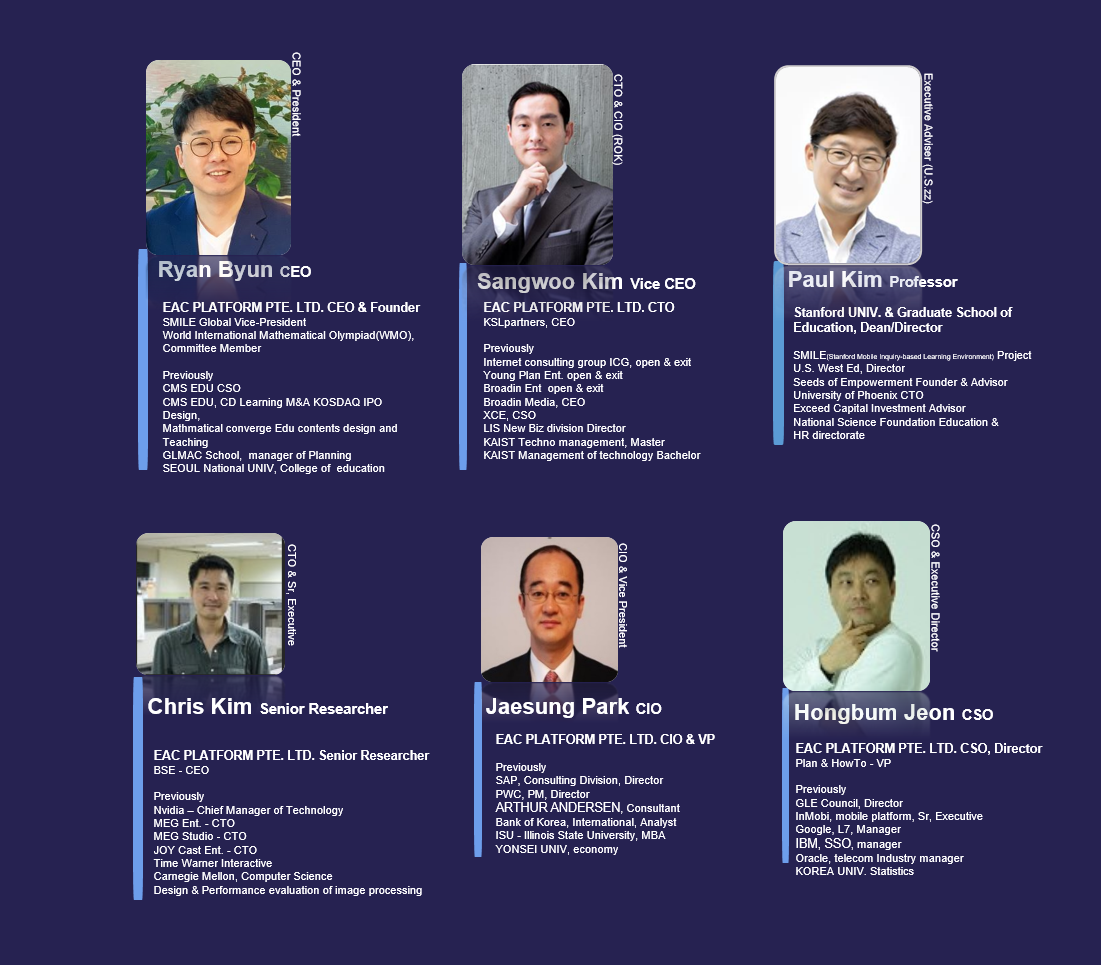 CEO & President
Ryan Byun CEO
EAC PLATFORM PTE. LTD. CEO & Founder
SMILE Global Vice-President
World International Mathematical Olympiad(WMO),
Committee Member
Previously
CMS EDU CSO
CMS EDU, CD Learning M&A KOSDAQ IPO
Design,
Mathmatical converge Edu contents design and
Teaching
GLMAC School,  manager of Planning
SEOUL National UNIV, College of  education
CTO & CIO (ROK)
Sangwoo Kim Vice CEO
EAC PLATFORM PTE. LTD. CTO
KSLpartners, CEO
Previously
Internet consulting group ICG, open & exit
Young Plan Ent. open & exit
Broadin Ent  open & exit
Broadin Media, CEO
XCE, CSO
LIS New Biz division Director
KAIST Techno management, Master
KAIST Management of technology Bachelor
Executive Adviser (U.S.zz)
Paul Kim Professor
Stanford UNIV. & Graduate School of
Education, Dean/Director
SMILE(Stanford Mobile Inquiry-based Learning Environment) Project
U.S. West Ed, Director
Seeds of Empowerment Founder & Advisor
University of Phoenix CTO
Exceed Capital Investment Advisor
National Science Foundation Education &
HR directorate
CTO & Sr, Executive
Chris Kim Senior Researcher
EAC PLATFORM PTE. LTD. Senior Researcher
BSE - CEO
Previously
Nvidia – Chief Manager of Technology
MEG Ent. - CTO
MEG Studio - CTO
JOY Cast Ent. - CTO
Time Warner Interactive
Carnegie Mellon, Computer Science
Design & Performance evaluation of image processing
CIO & Vice President
Jaesung Park CIO
EAC PLATFORM PTE. LTD. CIO & VP
Previously
SAP, Consulting Division, Director
PWC, PM, Director
ARTHUR ANDERSEN, Consultant
Bank of Korea, International, Analyst
ISU - Illinois State University, MBA
YONSEI UNIV, economy
CSO & Executive Director
Hongbum Jeon CSO
EAC PLATFORM PTE. LTD. CSO, Director
Plan & HowTo - VP
Previously
GLE Council, Director
InMobi, mobile platform, Sr, Executive
Google, L7, Manager
IBM, SSO, manager
Oracle, telecom Industry manager
KOREA UNIV. Statistics